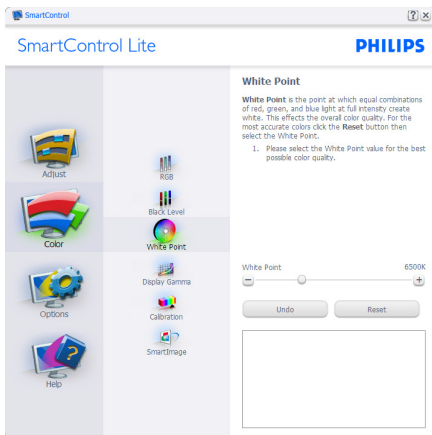 SmartControl
SmartControl Lite
PHILIPS
Adjust
Color
Options
Help
RGB
Black Level
White Point
Display Gamma
Calibration
SmartImage
White Point
White Point is the point at which equal combinations
of red, green, and blue light at full intensity create
white. This effects the overall color quality. For the
most accurate colors click the Reset button then
select the White Point.
1. Please select the White Point value for the best
possible color quality.
White Point 6500K
Undo Reset